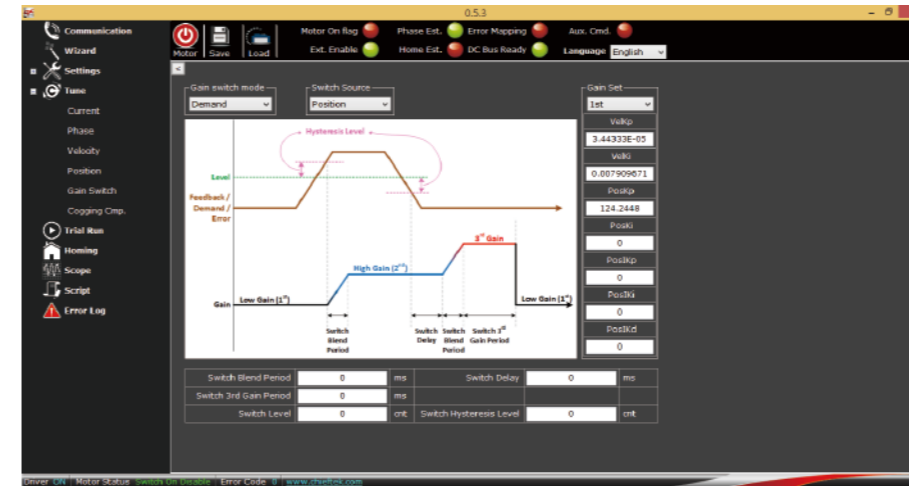 0.5.3
Communication
Wizard
Settings
Tune
Current
Phase
Velocity
Position
Gain Switch
Cogging Cmp.
Trial Run
Homing
Scope
Script
Error Log
Motor Save Load
Motor On flag Phase Est. Error Mapping Aux. Cmd.
Ext. Enable Home Est. DC Bus Ready Language English
<
Gain switch mode
Demand
Switch Source
Position
Hysteresis Level
Level
Feedback /
Demand /
Error
3rd Gain
High Gain (2nd)
Gain Low Gain (1st) Low Gain (1st)
Switch
Blend
Period
Switch
Delay
Switch
Blend
Period
Switch 3rd
Gain Period
Gain Set
1st
VelKp
3.44333E-05
VelKi
0.007909671
PosKp
124.2448
PosKi
0
PosIKp
0
PosIKi
0
PosIKd
0
Switch Blend Period 0 ms Switch Delay 0 ms
Switch 3rd Gain Period 0 ms
Switch Level 0 cnt Switch Hysteresis Level 0 cnt
Driver ON Motor Status Switch On Disable Error Code 0 www.chieftek.com